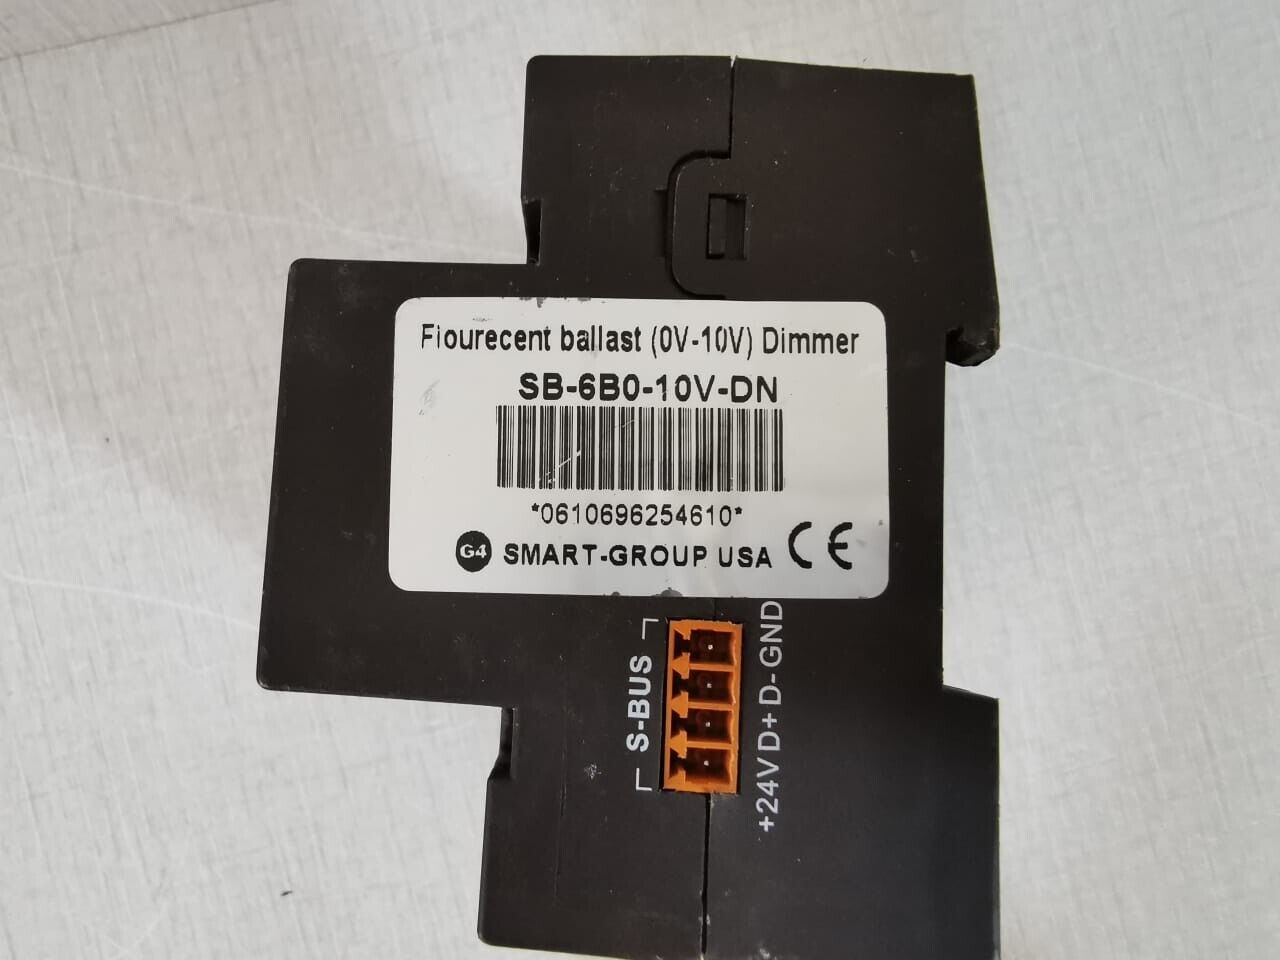 Flourecent ballast (0V-10V) Dimmer
SB-6B0-10V-DN
*0610696254610*
G4 SMART-GROUP USA CE
S-BUS
+24V D+ D- GND